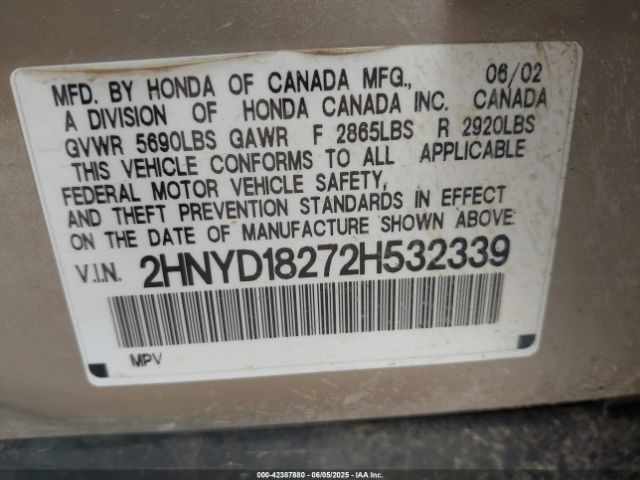 MFD. BY HONDA OF CANADA MFG., 06/02
A DIVISION OF HONDA CANADA INC. CANADA
GVWR 5690LBS GAWR F 2865LBS R 2920LBS
THIS VEHICLE CONFORMS TO ALL APPLICABLE
FEDERAL MOTOR VEHICLE SAFETY,
AND THEFT PREVENTION STANDARDS IN EFFECT
ON THE DATE OF MANUFACTURE SHOWN ABOVE.
V.I.N. 2HNYD18272H532339
MPV
000-42387880 - 06/05/2025 - IAA Inc.